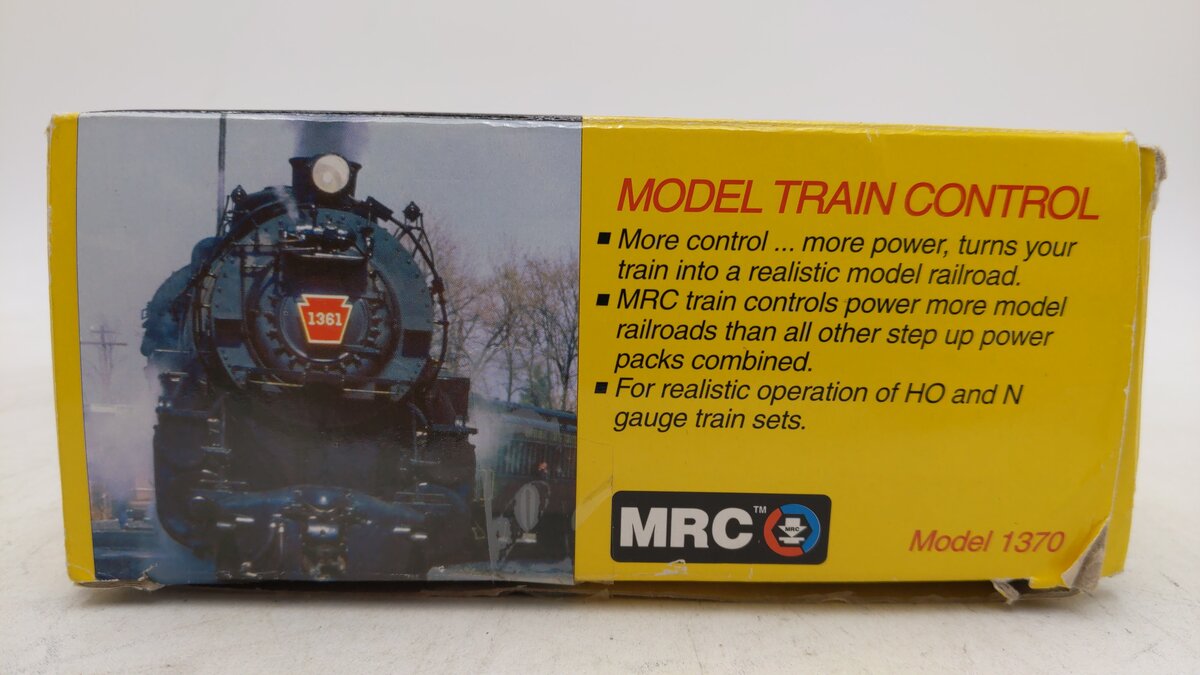 1361
MODEL TRAIN CONTROL
▪ More control ... more power, turns your
train into a realistic model railroad.
▪ MRC train controls power more model
railroads than all other step up power
packs combined.
▪ For realistic operation of HO and N
gauge train sets.
MRC™ MRC
Model 1370